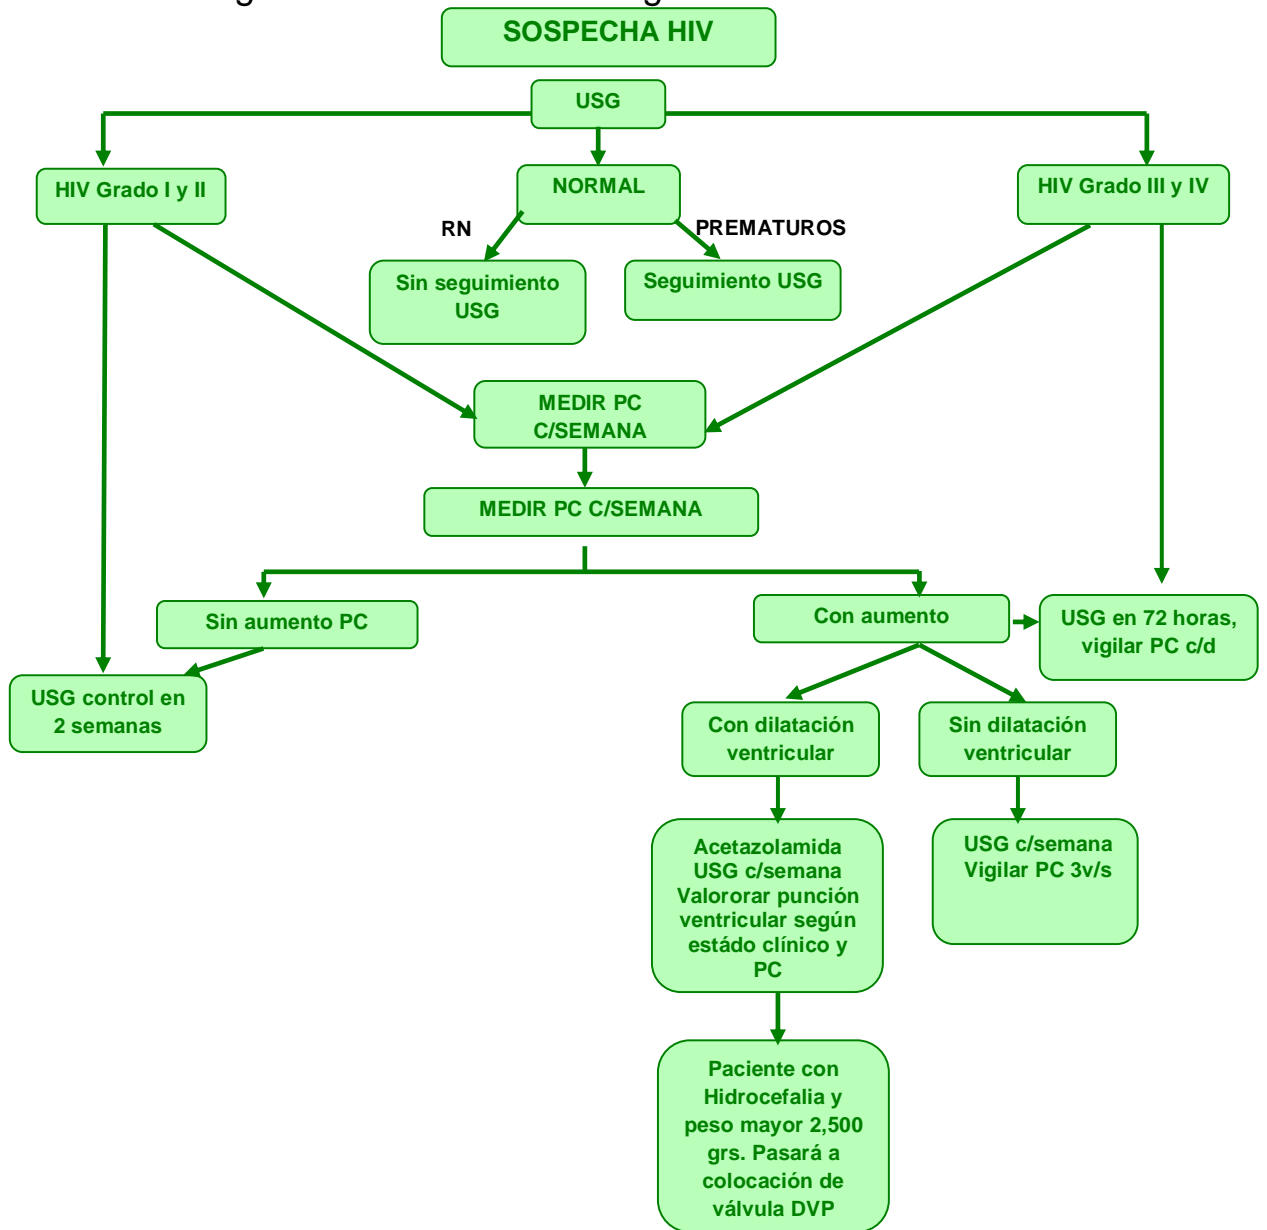 SOSPECHA HIV
USG
HIV Grado I y II
NORMAL
HIV Grado III y IV
RN
PREMATUROS
Sin seguimiento
USG
Seguimiento USG
MEDIR PC
C/SEMANA
MEDIR PC C/SEMANA
Sin aumento PC
Con aumento
USG en 72 horas,
vigilar PC c/d
USG control en
2 semanas
Con dilatación
ventricular
Sin dilatación
ventricular
Acetazolamida
USG c/semana
Valororar punción
ventricular según
estádo clínico y
PC
USG c/semana
Vigilar PC 3v/s
Paciente con
Hidrocefalia y
peso mayor 2,500
grs. Pasará a
colocación de
válvula DVP